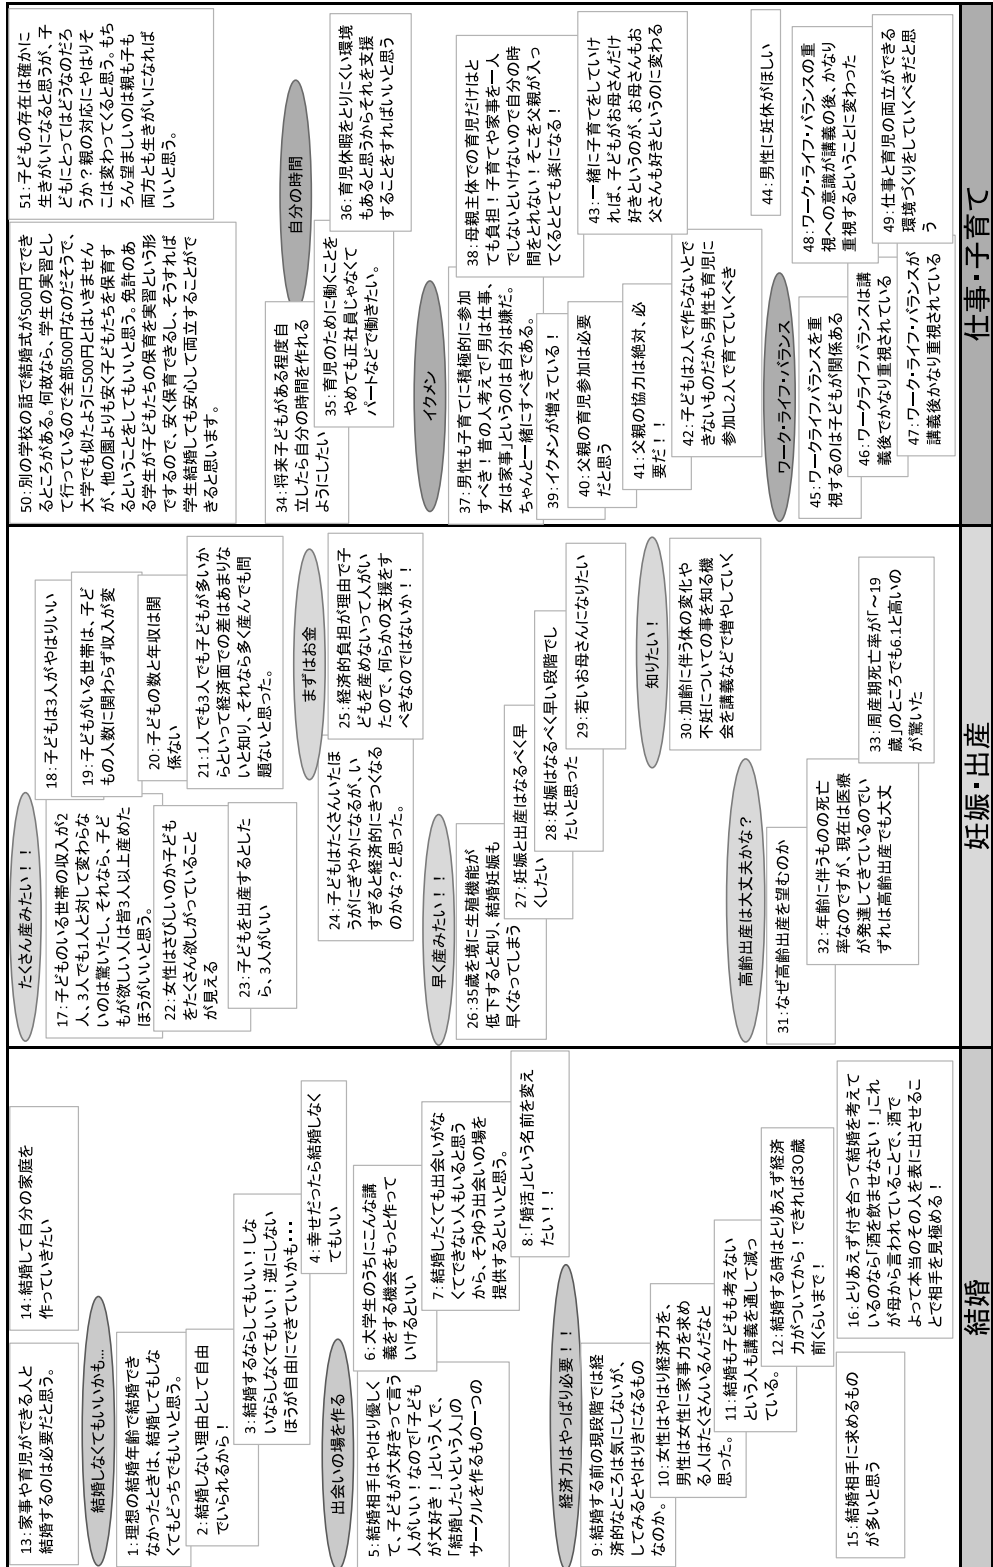 結婚
13：家事や育児ができる人と
結婚するのは必要だと思う。
14：結婚して自分の家庭を
作っていきたい
結婚しなくてもいいかも…
1：理想の結婚年齢で結婚でき
なかったときは、結婚してもしな
くてもどっちでもいいと思う。
2：結婚しない理由として自由
でいられるから！
3：結婚するならしてもいい！しな
いならしなくてもいい！逆にしない
ほうが自由にできていいかも・・・
4：幸せだったら結婚しなく
てもいい
出会いの場を作る
5：結婚相手はやはり優しく
て、子どもが大好きって言う
人がいい！なので「子ども
が大好き！」という人や、
「結婚したいという人」の
サークルを作るもの一つの
6：大学生のうちにこんな講
義をする機会をもっと作って
いけるといい
7：結婚したくても出会いがな
くてできない人もいると思う
から、そうゆう出会いの場を
提供するといいと思う。
8：「婚活」という名前を変え
たい！！
経済力はやっぱ必要！！
9：結婚する前の現段階では経
済的なところは気にしないが、
してみるとやはりきになるもの
なのか。
10：女性はやはり経済力を、
男性は女性に家事力を求め
る人はたくさんいるんだなと
思った。
11：結婚も子どもも考えない
という人も講義を通して減っ
ている。
12：結婚する時はとりあえず経済
力がついてから！できれば30歳
前くらいまで！
15：結婚相手に求めるもの
が多いと思う
16：とりあえず付き合って結婚を考えて
いるのなら「酒を飲ませなさい！」これ
が母から言われていることで、酒で
よって本当のその人を表に出させるこ
とで相手を見極める！
妊娠・出産
たくさん産みたい！！
17：子どものいる世帯の収入が2
人、3人でも1人と対して変わらな
いのは驚いたし、それなら、子ど
もが欲しい人は皆3人以上産めた
ほうがいいと思う。
18：子どもは3人がやはりいい
19：子どもがいる世帯は、子ど
もの人数に関わらず収入が変
20：子どもの数と年収は関
係ない
21：1人でも3人でも子どもが多いか
らといって経済面での差はあまりな
いと知り、それなら多く産んでも問
題ないと思った。
22：女性はさびしいのか子ども
をたくさん欲しがっていること
が見える
23：子どもを出産するとした
ら、3人がいい
まずはお金
24：子どもはたくさんいたほ
うがにぎやかになるが、い
すぎると経済的にきつくなる
のかな？と思った。
25：経済的負担が理由で子
どもを産めないって人がい
たので、何らかの支援をす
べきなのではないか！！
早く産みたい！！
26：35歳を境に生殖機能が
低下すると知り、結婚妊娠も
早くなってしまう
27：妊娠と出産はなるべく早
くしたい
28：妊娠はなるべく早い段階でし
たいと思った
29：若いお母さんになりたい
知りたい！
30：加齢に伴う体の変化や
不妊についての事を知る機
会を講義などで増やしていく
高齢出産は大丈夫かな？
31：なぜ高齢出産を望むのか
32：年齢に伴うものの死亡
率なのですが、現在は医療
が発達してきているのでい
ずれは高齢出産でも大丈
33：周産期死亡率が「～19
歳」のところでも6.1と高いの
が驚いた
仕事・子育て
50：別の学校の話で結婚式が500円でき
るところがある。何故なら、学生の実習とし
て行っているので全部500円なのだそうで、
大学でも似たように500円とはいきません
が、他の園よりも安く子どもたちを保育す
るということをしてもいいと思う。免許のあ
る学生が子どもたちの保育を実習という形
でするので、安く保育できるし、そうすれば
学生結婚しても安心して両立することがで
きると思います。
51：子どもの存在は確かに
生きがいになると思うが、子
どもにとってはどうなのだろ
うか？親の対応にやはりそ
こは変わってくると思う。もち
ろん望ましいのは親も子も
両方とも生きがいになれば
いいと思う。
自分の時間
34：将来子どもがある程度自
立したら自分の時間を作れる
ようにしたい
35：育児のために働くことを
やめても正社員じゃなくて
パートなどで働きたい。
36：育児休暇をとりにくい環境
もあると思うからそれを支援
することをすればいいと思う
イクメン
37：男性も子育てに積極的に参加
すべき！昔の人考えで「男は仕事、
女は家事」というのは自分は嫌だ。
ちゃんと一緒にすべきである。
38：母親主体での育児だけはと
ても負担！子育てや家事を一人
でしないといけないので自分の時
間をとれない！そこを父親が入っ
てくるととても楽になる！
39：イクメンが増えている！
40：父親の育児参加は必要
だと思う
41：父親の協力は絶対、必
要だ！！
42：子どもは2人で作らないとで
きないものだから男性も育児に
参加し2人で育てていくべき
43：一緒に子育てをしていけ
れば、子どもがお母さんだけ
好きというのが、お母さんもお
父さんも好きというのに変わる
44：男性に妊休がほしい
ワーク・ライフ・バランス
45：ワークライフバランスを重
視するのは子どもが関係ある
46：ワークライフバランスは講
義後でかなり重視されている
47：ワーク・ライフ・バランスが
講義後かなり重視されている
48：ワーク・ライフ・バランスの重
視への意識が講義の後、かなり
重視するということに変わった
49：仕事と育児の両立ができる
環境づくりをしていくべきだと思
う